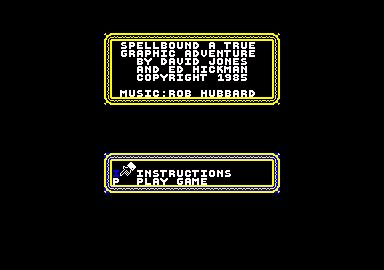 SPELLBOUND A TRUE
GRAPHIC ADVENTURE
BY DAVID JONES
AND ED HICKMAN
COPYRIGHT 1985
MUSIC:ROB HUBBARD
I INSTRUCTIONS
P PLAY GAME